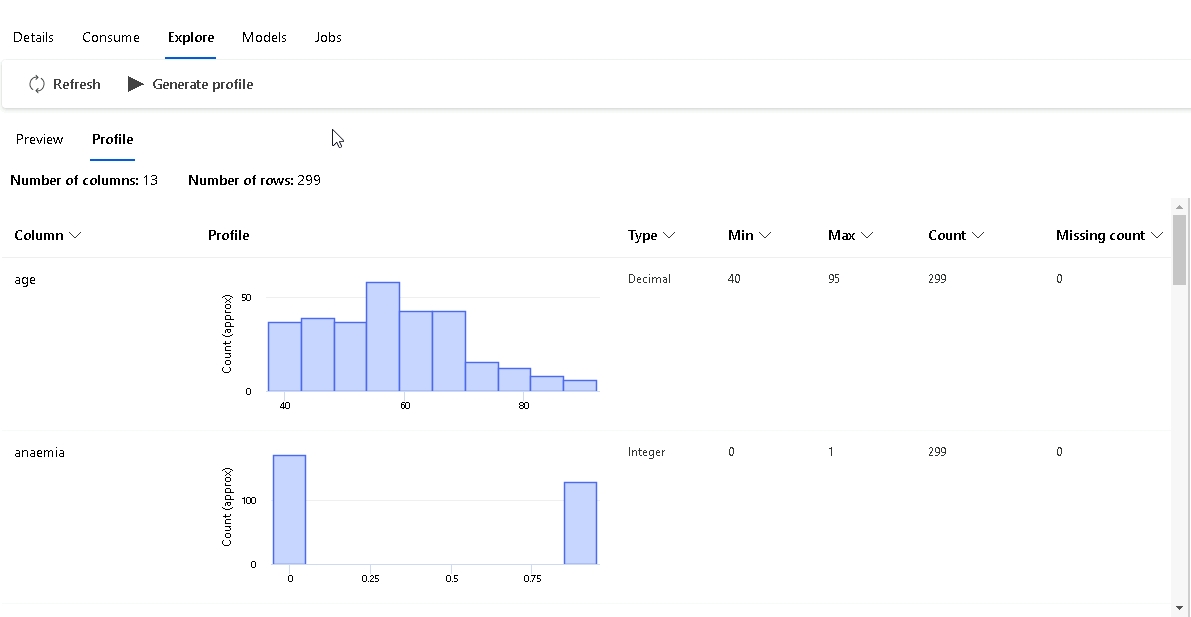 Details Consume Explore Models Jobs
Refresh Generate profile
Preview Profile
Number of columns: 13 Number of rows: 299
Column Profile Type Min Max Count Missing count
age Decimal 40 95 299 0
Count (approx)
50
0
40 60 80
anaemia Integer 0 1 299 0
Count (approx)
100
0
0 0.25 0.5 0.75